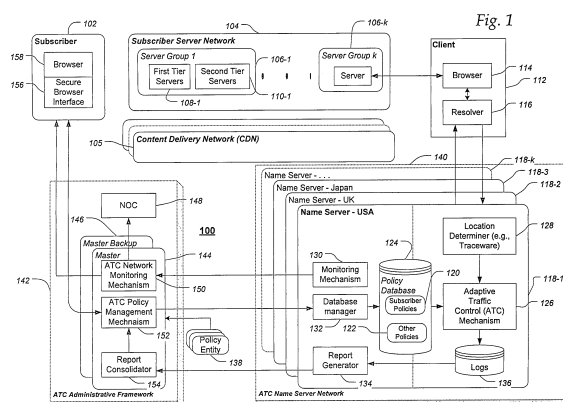 Fig. 1
102
Subscriber
158
Browser
156
Secure
Browser
Interface
104
Subscriber Server Network
Server Group 1
106-1
First Tier
Servers
Second Tier
Servers
108-1
110-1
106-k
Server Group k
Server
Client
Browser
114
112
Resolver
116
Content Delivery Network (CDN)
105
140
118-k
Name Server - . . .
118-3
Name Server - Japan
118-2
Name Server - UK
Name Server - USA
124
Location
Determiner (e.g.,
Traceware)
128
130
Monitoring
Mechanism
Policy
Database
120
Subscriber
Policies
118-1
Database
manager
132
122
Other
Policies
Adaptive
Traffic
Control (ATC)
Mechanism
126
Report
Generator
134
Logs
136
ATC Name Server Network
NOC
148
100
146
Master Backup
Master
144
142
ATC Network
Monitoring
Mechanism
150
ATC Policy
Management
Mechnaism
152
Policy
Entity
138
Report
Consolidator
154
ATC Administrative Framework